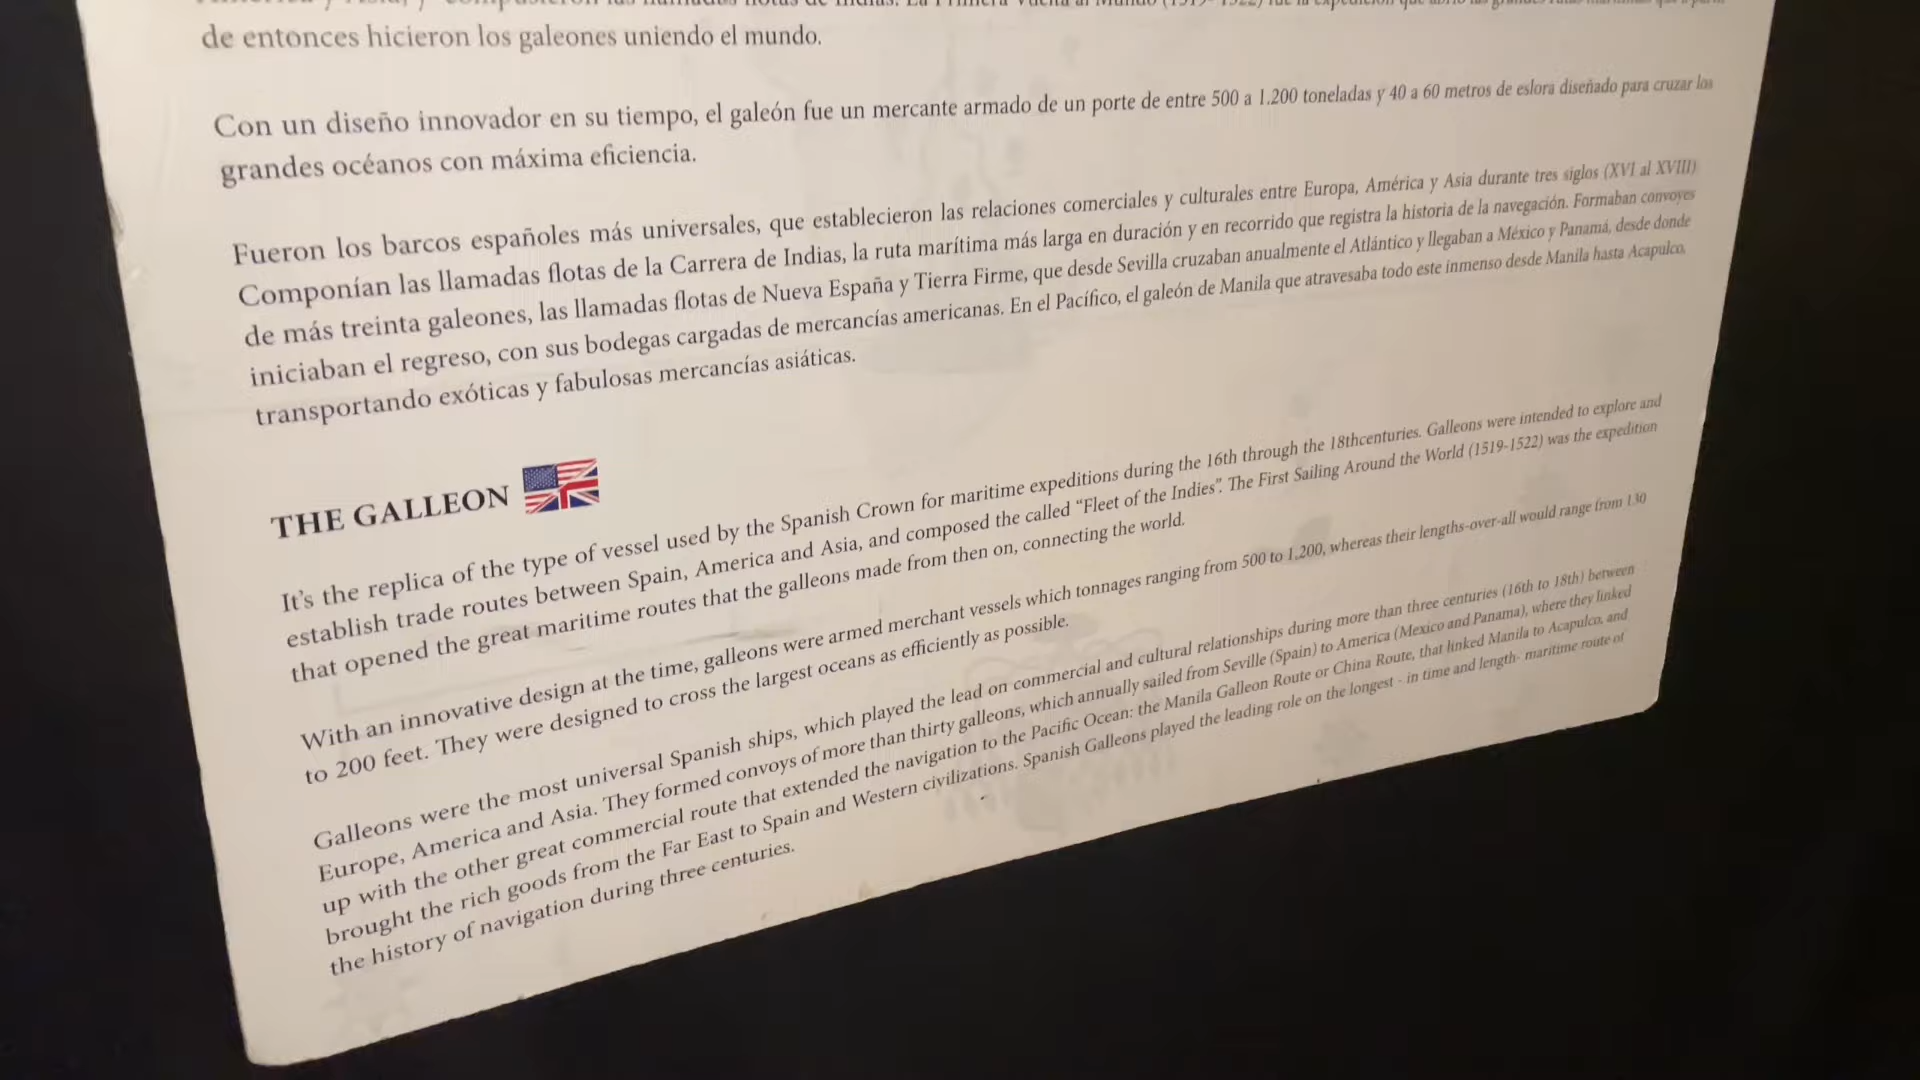 de entonces hicieron los galeones uniendo el mundo.
Con un diseño innovador en su tiempo, el galeón fue un mercante armado de un porte de entre 500 a 1.200 toneladas y 40 a 60 metros de eslora diseñado para cruzar los
grandes océanos con máxima eficiencia.
Fueron los barcos españoles más universales, que establecieron las relaciones comerciales y culturales entre Europa, América y Asia durante tres siglos (XVI al XVIII)
Componían las llamadas flotas de la Carrera de Indias, la ruta marítima más larga en duración y en recorrido que registra la historia de la navegación. Formaban convoyes
de más treinta galeones, las llamadas flotas de Nueva España y Tierra Firme, que desde Sevilla cruzaban anualmente el Atlántico y llegaban a México y Panamá, desde donde
iniciaban el regreso, con sus bodegas cargadas de mercancías americanas. En el Pacífico, el galeón de Manila que atravesaba todo este inmenso desde Manila hasta Acapulco,
transportando exóticas y fabulosas mercancías asiáticas.
THE GALLEON
It's the replica of the type of vessel used by the Spanish Crown for maritime expeditions during the 16th through the 18thcenturies. Galleons were intended to explore and
establish trade routes between Spain, America and Asia, and composed the called “Fleet of the Indies”. The First Sailing Around the World (1519-1522) was the expedition
that opened the great maritime routes that the galleons made from then on, connecting the world.
With an innovative design at the time, galleons were armed merchant vessels which tonnages ranging from 500 to 1.200, whereas their lengths-over-all would range from 130
to 200 feet. They were designed to cross the largest oceans as efficiently as possible.
Galleons were the most universal Spanish ships, which played the lead on commercial and cultural relationships during more than three centuries (16th to 18th) between
Europe, America and Asia. They formed convoys of more than thirty galleons, which annually sailed from Seville (Spain) to America (Mexico and Panama), where they linked
up with the other great commercial route that extended the navigation to the Pacific Ocean: the Manila Galleon Route or China Route, that linked Manila to Acapulco, and
brought the rich goods from the Far East to Spain and Western civilizations. Spanish Galleons played the leading role on the longest - in time and length- maritime route of
the history of navigation during three centuries.